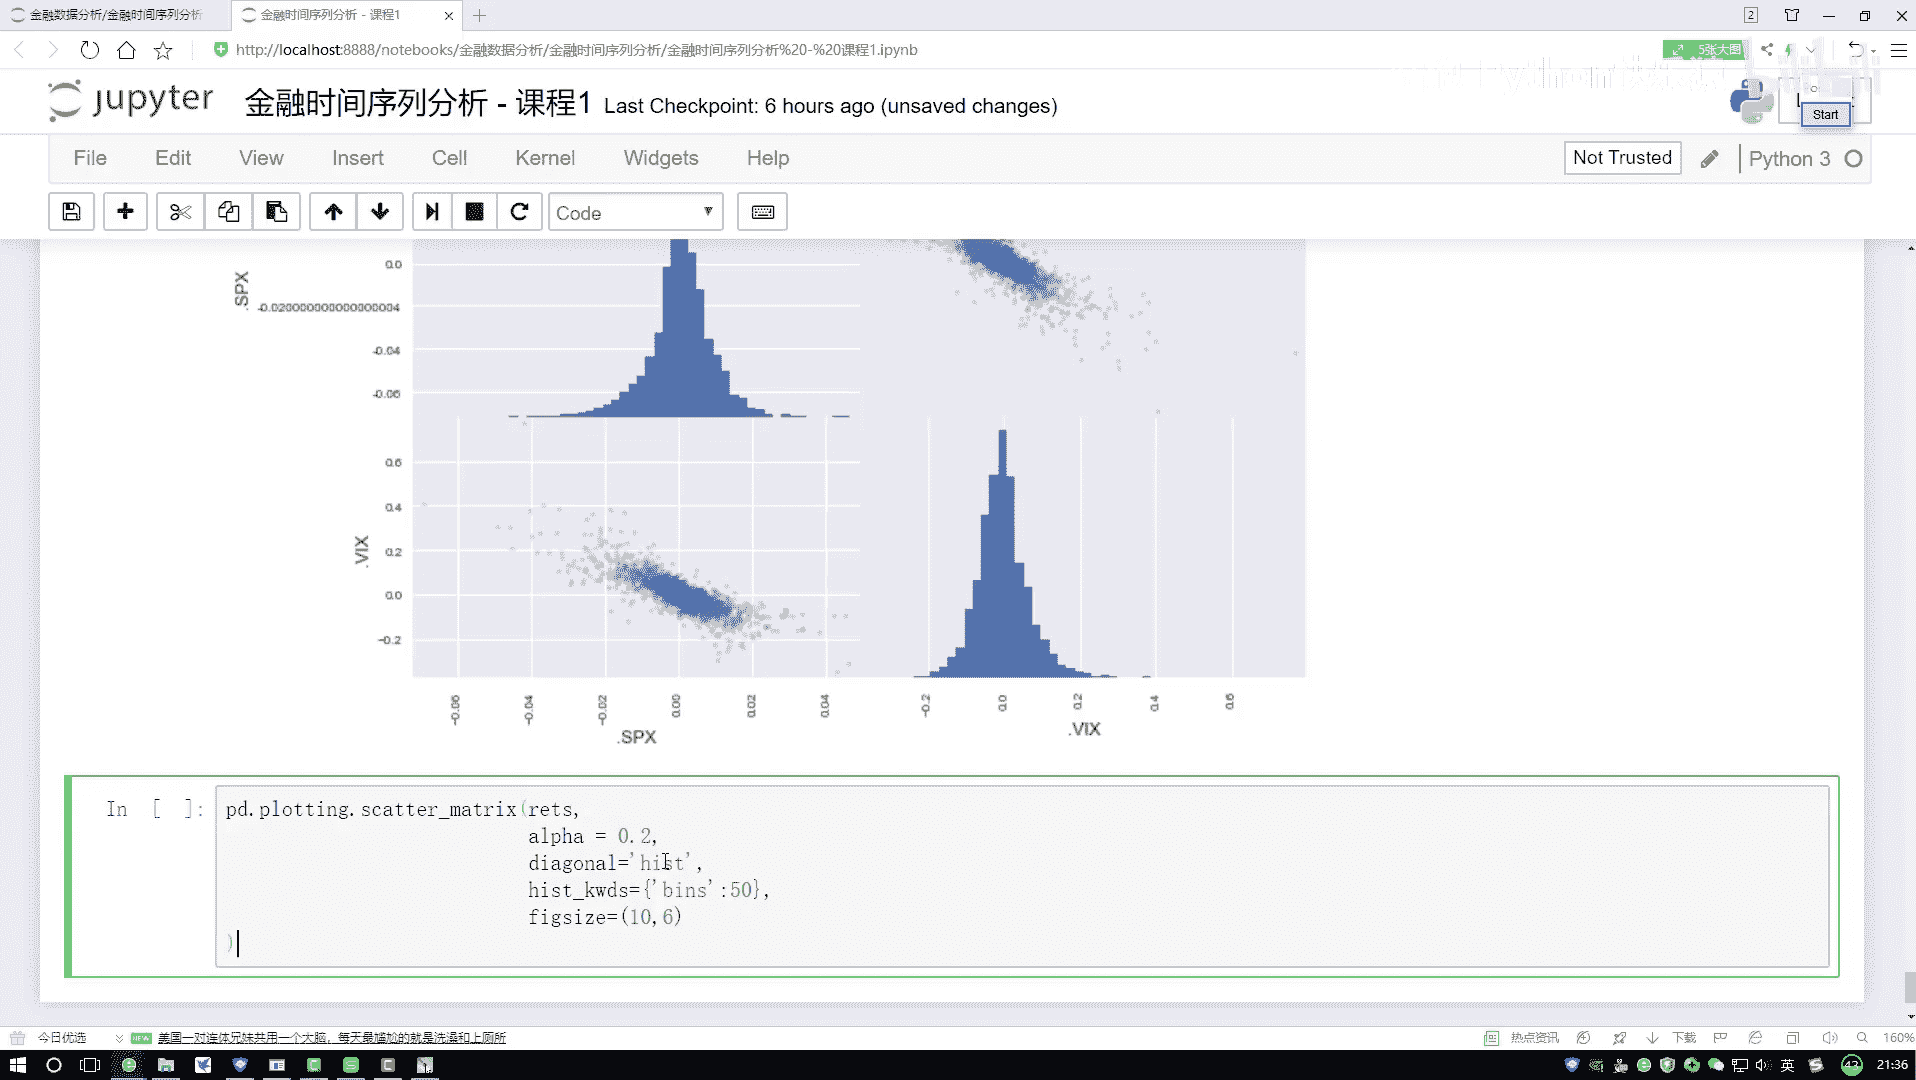 金融数据分析/金融时间序列分析
金融时间序列分析 - 课程1
2
http://localhost:8888/notebooks/金融数据分析/金融时间序列分析/金融时间序列分析%20-%20课程1.ipynb
5张大图
jupyter
金融时间序列分析 - 课程1
Last Checkpoint: 6 hours ago (unsaved changes)
Start
File Edit View Insert Cell Kernel Widgets Help
Not Trusted
Python 3
Code
.SPX
0.0
-0.020000000000000004
-0.04
-0.06
.VIX
0.6
0.4
0.2
0.0
-0.2
-0.06 -0.04 -0.02 0.00 0.02 0.04
-0.2 0.0 0.2 0.4 0.6
.SPX
.VIX
In [ ]:
pd.plotting.scatter_matrix(rets,
alpha = 0.2,
diagonal='hist',
hist_kwds={'bins':50},
figsize=(10,6)
)
今日优选
NEW
美国一对连体兄妹共用一个大脑，每天最尴尬的就是洗澡和上厕所
热点资讯
下载
160%
英
43
21:36